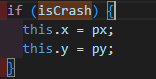 if (isCrash) {
this.x = px;
this.y = py;
}